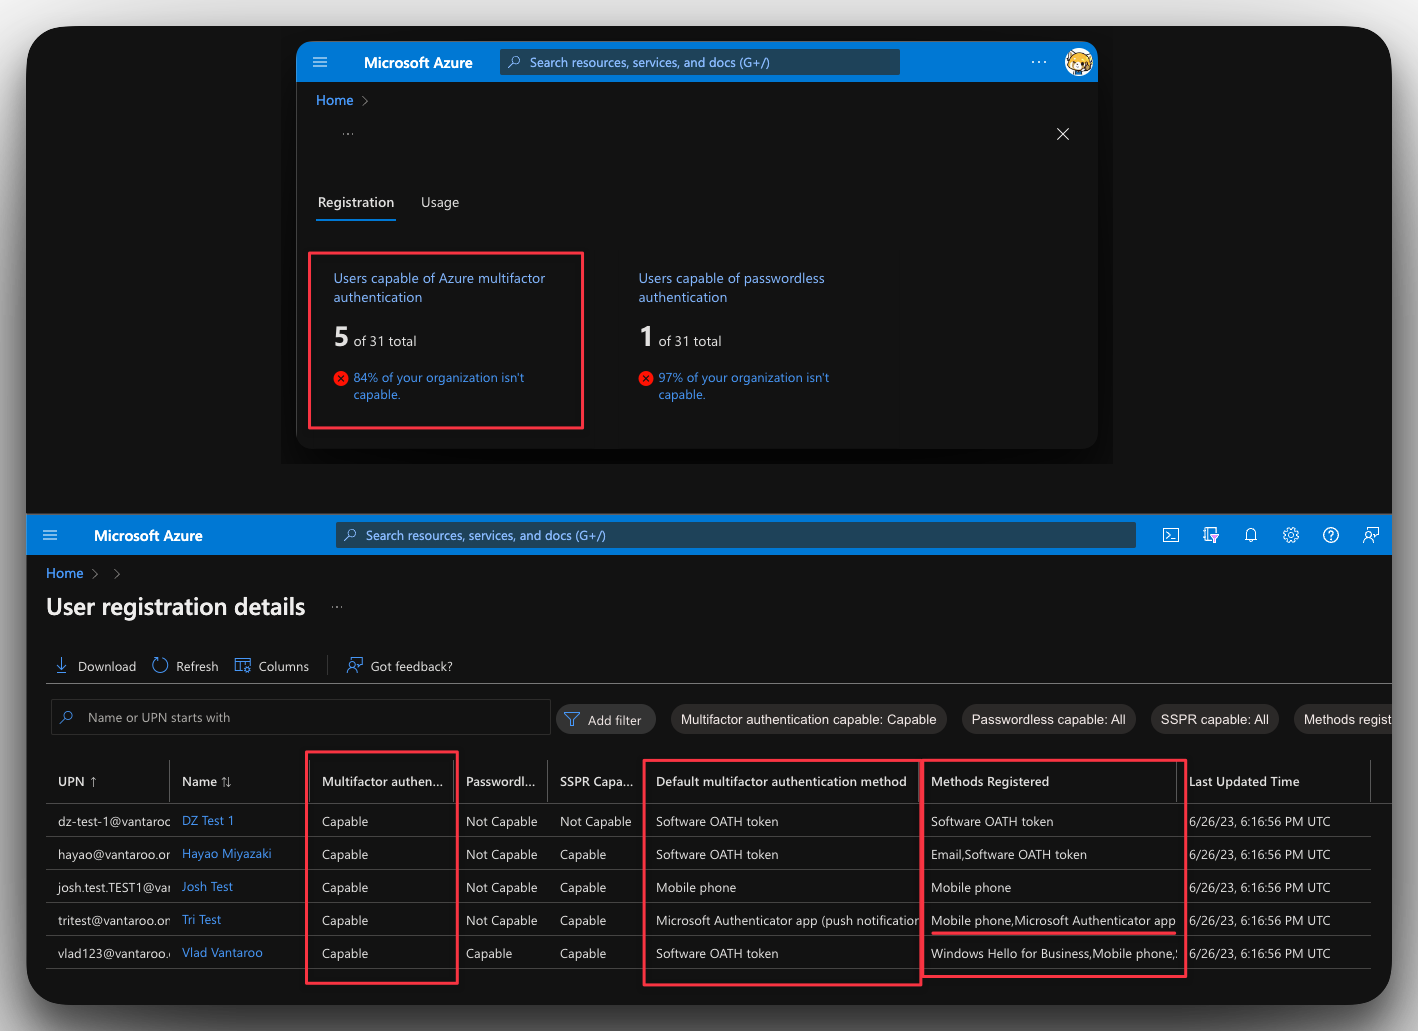 Microsoft Azure
Search resources, services, and docs (G+/)
...
Home >
...
Registration
Usage
Users capable of Azure multifactor
authentication
5 of 31 total
84% of your organization isn't
capable.
Users capable of passwordless
authentication
1 of 31 total
97% of your organization isn't
capable.
Microsoft Azure
Search resources, services, and docs (G+/)
Home > >
User registration details ...
Download Refresh Columns Got feedback?
Name or UPN starts with
Add filter
Multifactor authentication capable: Capable
Passwordless capable: All
SSPR capable: All
Methods regist
UPN ↑ Name ↑↓ Multifactor authen... Passwordl... SSPR Capa... Default multifactor authentication method Methods Registered Last Updated Time
dz-test-1@vantaroo DZ Test 1 Capable Not Capable Not Capable Software OATH token Software OATH token 6/26/23, 6:16:56 PM UTC
hayao@vantaroo.or Hayao Miyazaki Capable Not Capable Capable Software OATH token Email,Software OATH token 6/26/23, 6:16:56 PM UTC
josh.test.TEST1@va Josh Test Capable Not Capable Capable Mobile phone Mobile phone 6/26/23, 6:16:56 PM UTC
tritest@vantaroo.or Tri Test Capable Not Capable Capable Microsoft Authenticator app (push notification Mobile phone,Microsoft Authenticator app 6/26/23, 6:16:56 PM UTC
vlad123@vantaroo. Vlad Vantaroo Capable Capable Capable Software OATH token Windows Hello for Business,Mobile phone, 6/26/23, 6:16:56 PM UTC